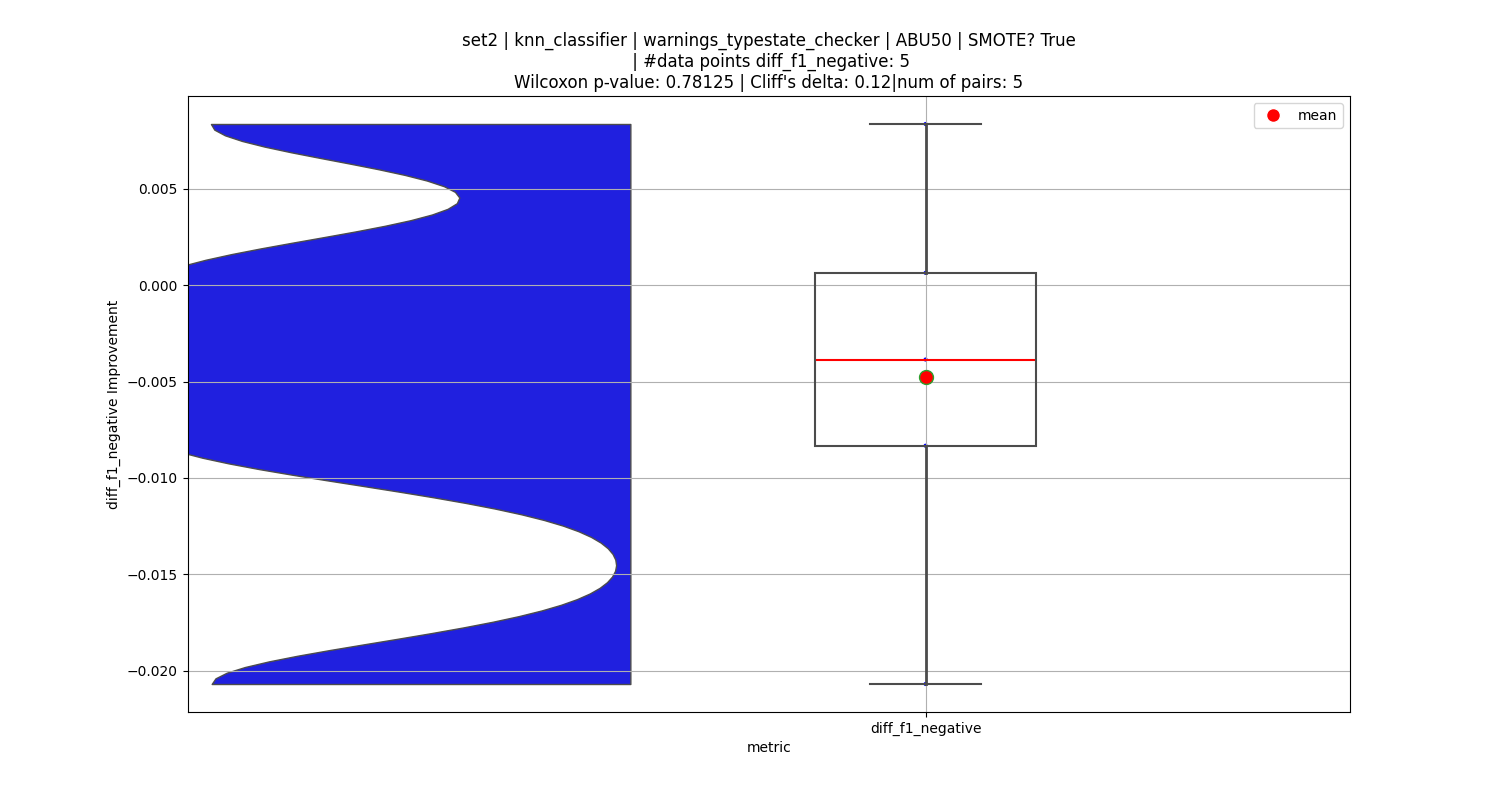 set2 | knn_classifier | warnings_typestate_checker | ABU50 | SMOTE? True
| #data points diff_f1_negative: 5
Wilcoxon p-value: 0.78125 | Cliff's delta: 0.12|num of pairs: 5
mean
0.005
0.000
−0.005
−0.010
−0.015
−0.020
diff_f1_negative Improvement
diff_f1_negative
metric